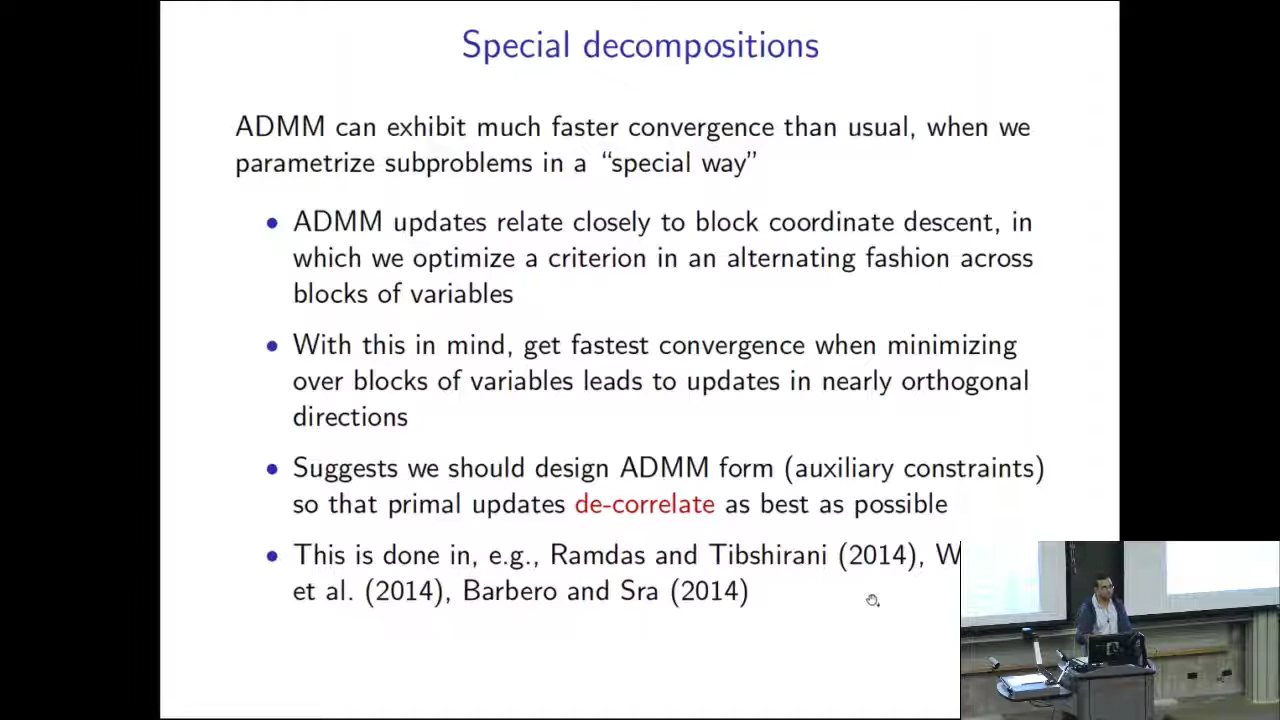 Special decompositions
ADMM can exhibit much faster convergence than usual, when we
parametrize subproblems in a “special way”
• ADMM updates relate closely to block coordinate descent, in
which we optimize a criterion in an alternating fashion across
blocks of variables
• With this in mind, get fastest convergence when minimizing
over blocks of variables leads to updates in nearly orthogonal
directions
• Suggests we should design ADMM form (auxiliary constraints)
so that primal updates de-correlate as best as possible
• This is done in, e.g., Ramdas and Tibshirani (2014),
et al. (2014), Barbero and Sra (2014)